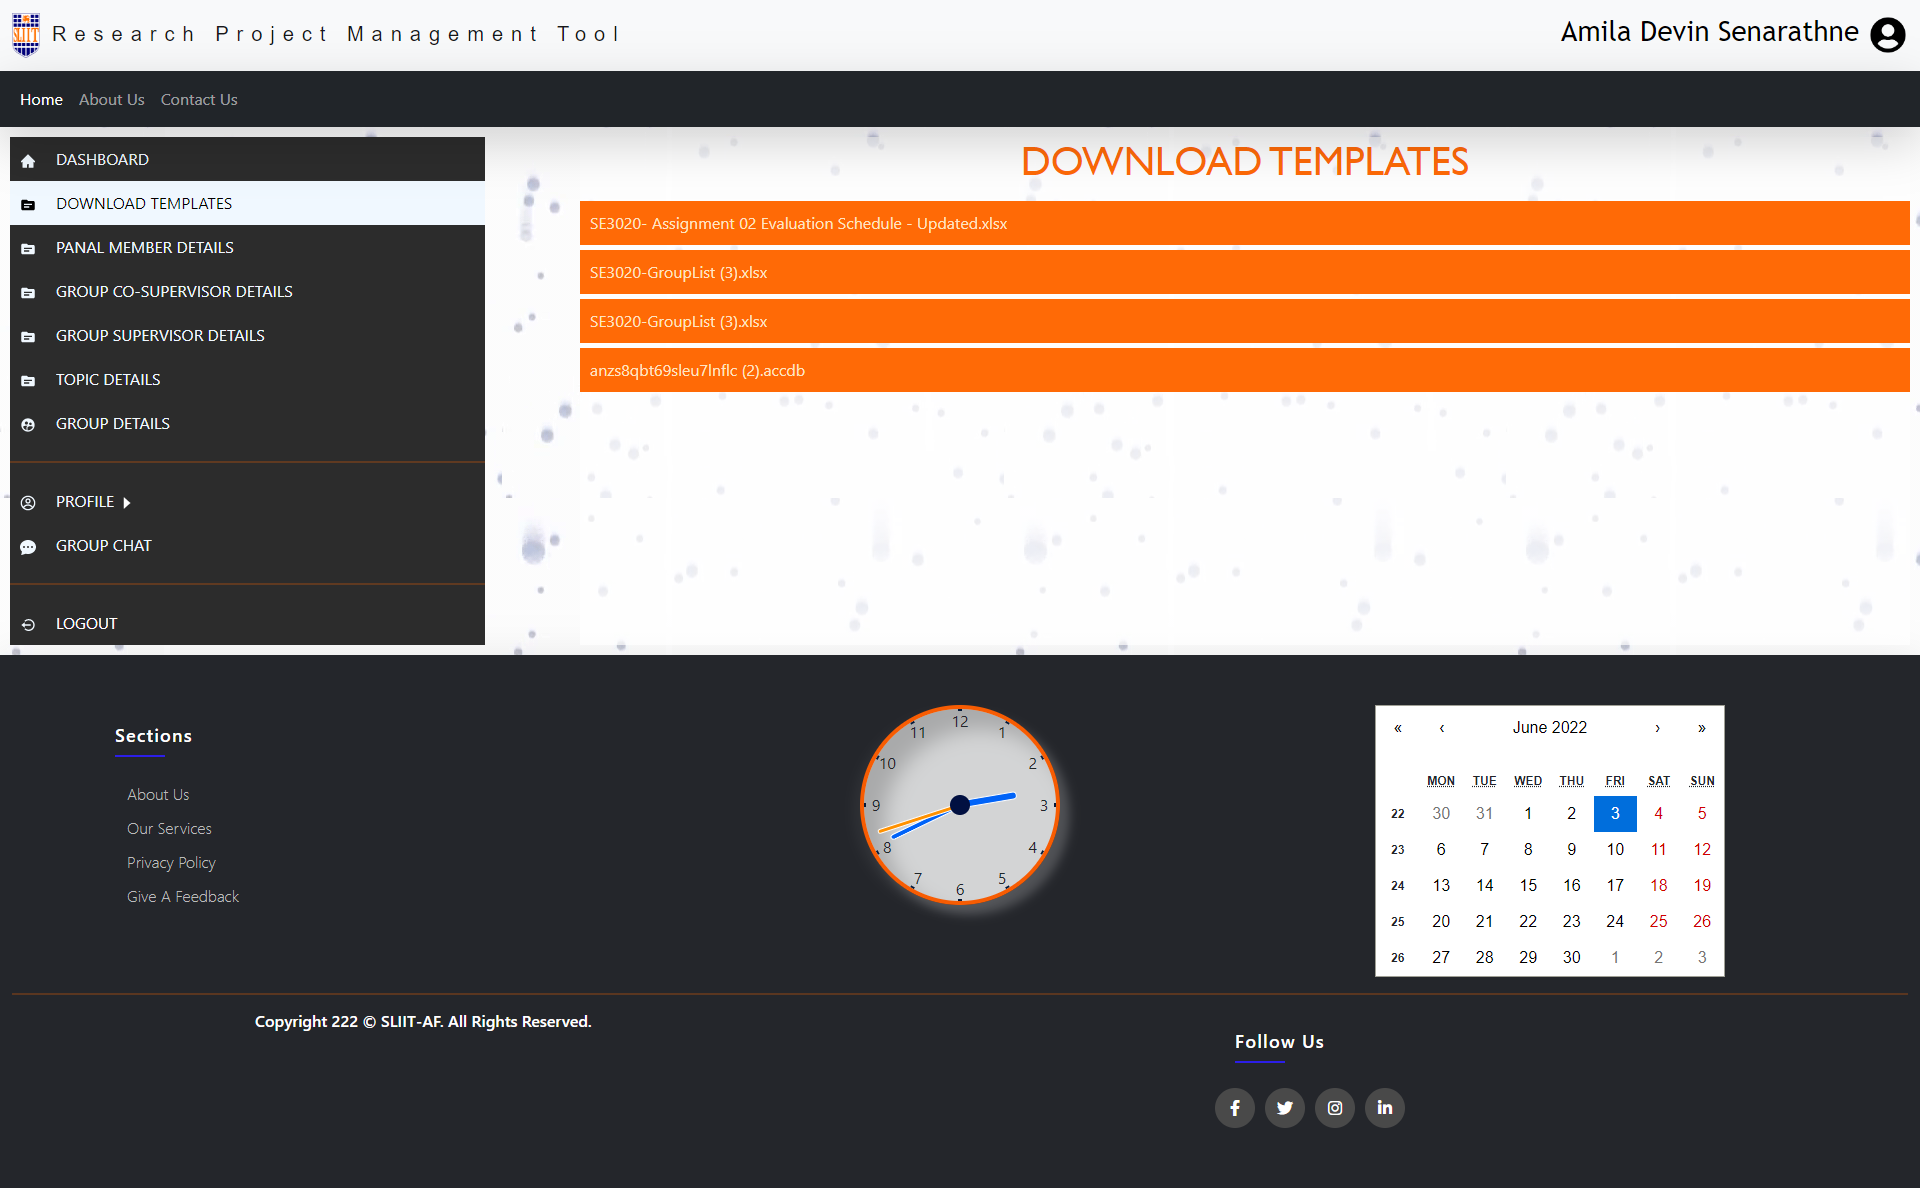 SLIIT
Research Project Management Tool
Amila Devin Senarathne
Home About Us Contact Us
DASHBOARD
DOWNLOAD TEMPLATES
PANAL MEMBER DETAILS
GROUP CO-SUPERVISOR DETAILS
GROUP SUPERVISOR DETAILS
TOPIC DETAILS
GROUP DETAILS
PROFILE
GROUP CHAT
LOGOUT
DOWNLOAD TEMPLATES
SE3020- Assignment 02 Evaluation Schedule - Updated.xlsx
SE3020-GroupList (3).xlsx
SE3020-GroupList (3).xlsx
anzs8qbt69sleu7lnflc (2).accdb
Sections
About Us
Our Services
Privacy Policy
Give A Feedback
12
1
2
3
4
5
6
7
8
9
10
11
« ‹ June 2022 › »
MON TUE WED THU FRI SAT SUN
22 30 31 1 2 3 4 5
23 6 7 8 9 10 11 12
24 13 14 15 16 17 18 19
25 20 21 22 23 24 25 26
26 27 28 29 30 1 2 3
Copyright 222 © SLIIT-AF. All Rights Reserved.
Follow Us